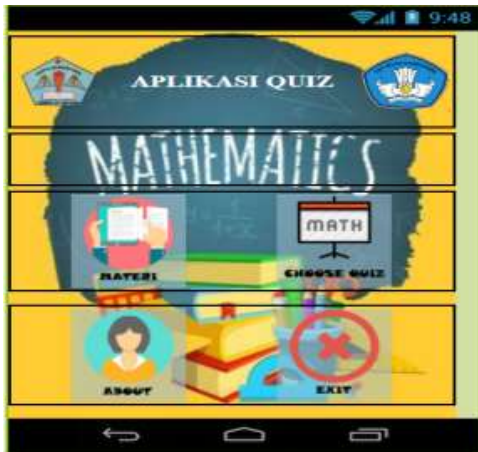 9:48
APLIKASI QUIZ
MATHEMATICS
MATH
MATERI
CHOOSE QUIZ
ABOUT
EXIT